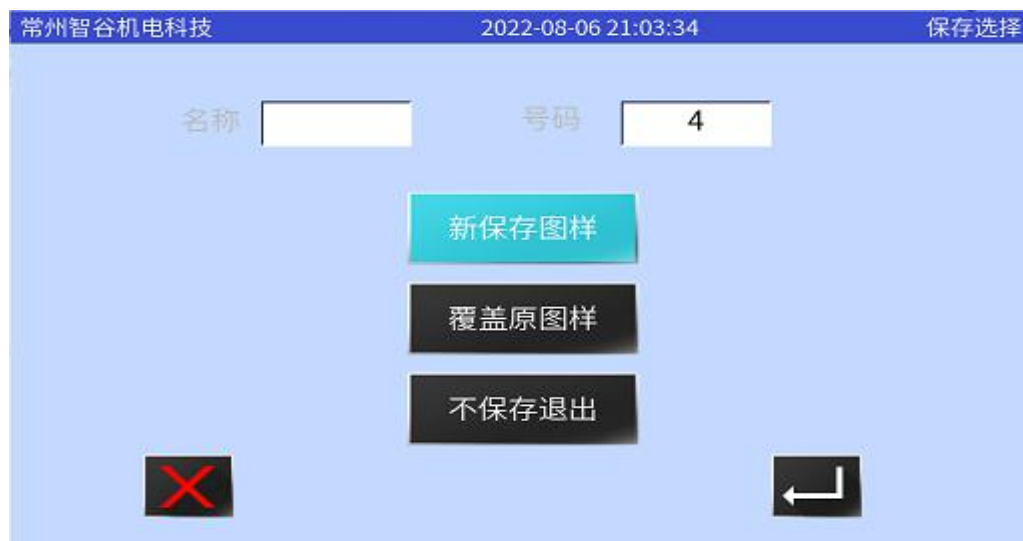 常州智谷机电科技 2022-08-06 21:03:34 保存选择
名称 号码 4
新保存图样
覆盖原图样
不保存退出